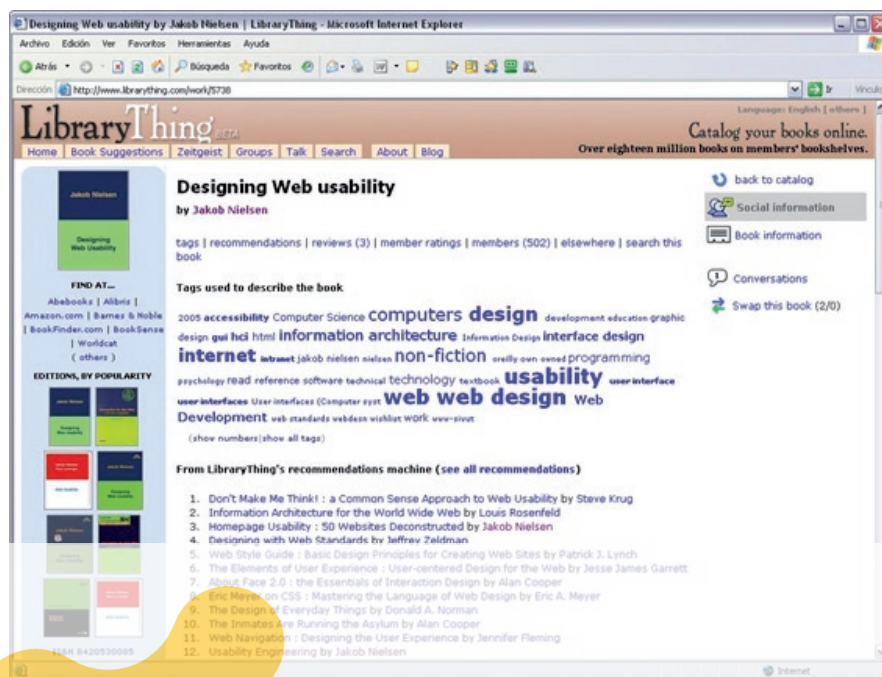 Designing Web usability by Jakob Nielsen | LibraryThing - Microsoft Internet Explorer
Archivo Edición Ver Favoritos Herramientas Ayuda
Atrás Búsqueda Favoritos
Dirección http://www.librarything.com/work/5738 Ir Vínculos
Language: English [ others ]
LibraryThing BETA
Catalog your books online.
Home Book Suggestions Zeitgeist Groups Talk Search About Blog
Over eighteen million books on members' bookshelves.
Jakob Nielsen
Designing
Web Usability
FIND AT...
Abebooks | Alibris |
Amazon.com | Barnes & Noble
| BookFinder.com | BookSense
| Worldcat
( others )
EDITIONS, BY POPULARITY
ISBN 8420530085
Designing Web usability
by Jakob Nielsen
tags | recommendations | reviews (3) | member ratings | members (502) | elsewhere | search this
book
Tags used to describe the book
2005 accessibility Computer Science computers design development education graphic
design gui hci html information architecture Information Design interface design
internet intranet jakob nielsen nielsen non-fiction oreilly own owned programming
psychology read reference software technical technology textbook usability user interface
user interfaces User interfaces (Computer syst web web design Web
Development web standards webdesn wishlist work www-sivut
(show numbers|show all tags)
From LibraryThing's recommendations machine (see all recommendations)
1. Don't Make Me Think! : a Common Sense Approach to Web Usability by Steve Krug
2. Information Architecture for the World Wide Web by Louis Rosenfeld
3. Homepage Usability : 50 Websites Deconstructed by Jakob Nielsen
4. Designing with Web Standards by Jeffrey Zeldman
5. Web Style Guide : Basic Design Principles for Creating Web Sites by Patrick J. Lynch
6. The Elements of User Experience : User-centered Design for the Web by Jesse James Garrett
7. About Face 2.0 : the Essentials of Interaction Design by Alan Cooper
8. Eric Meyer on CSS : Mastering the Language of Web Design by Eric A. Meyer
9. The Design of Everyday Things by Donald A. Norman
10. The Inmates Are Running the Asylum by Alan Cooper
11. Web Navigation : Designing the User Experience by Jennifer Fleming
12. Usability Engineering by Jakob Nielsen
back to catalog
Social information
Book information
Conversations
Swap this book (2/0)
Internet